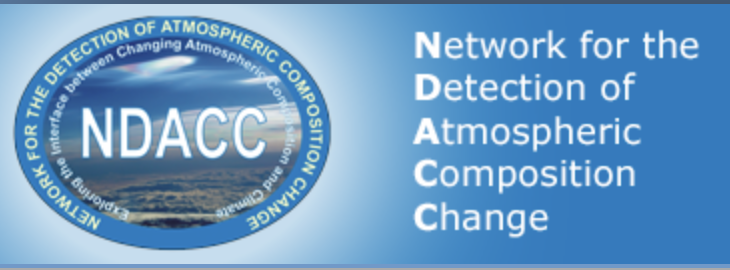 NETWORK FOR THE DETECTION OF ATMOSPHERIC COMPOSITION CHANGE
Exploring the Interface between Changing Atmospheric Composition and Climate
NDACC
Network for the
Detection of
Atmospheric
Composition
Change